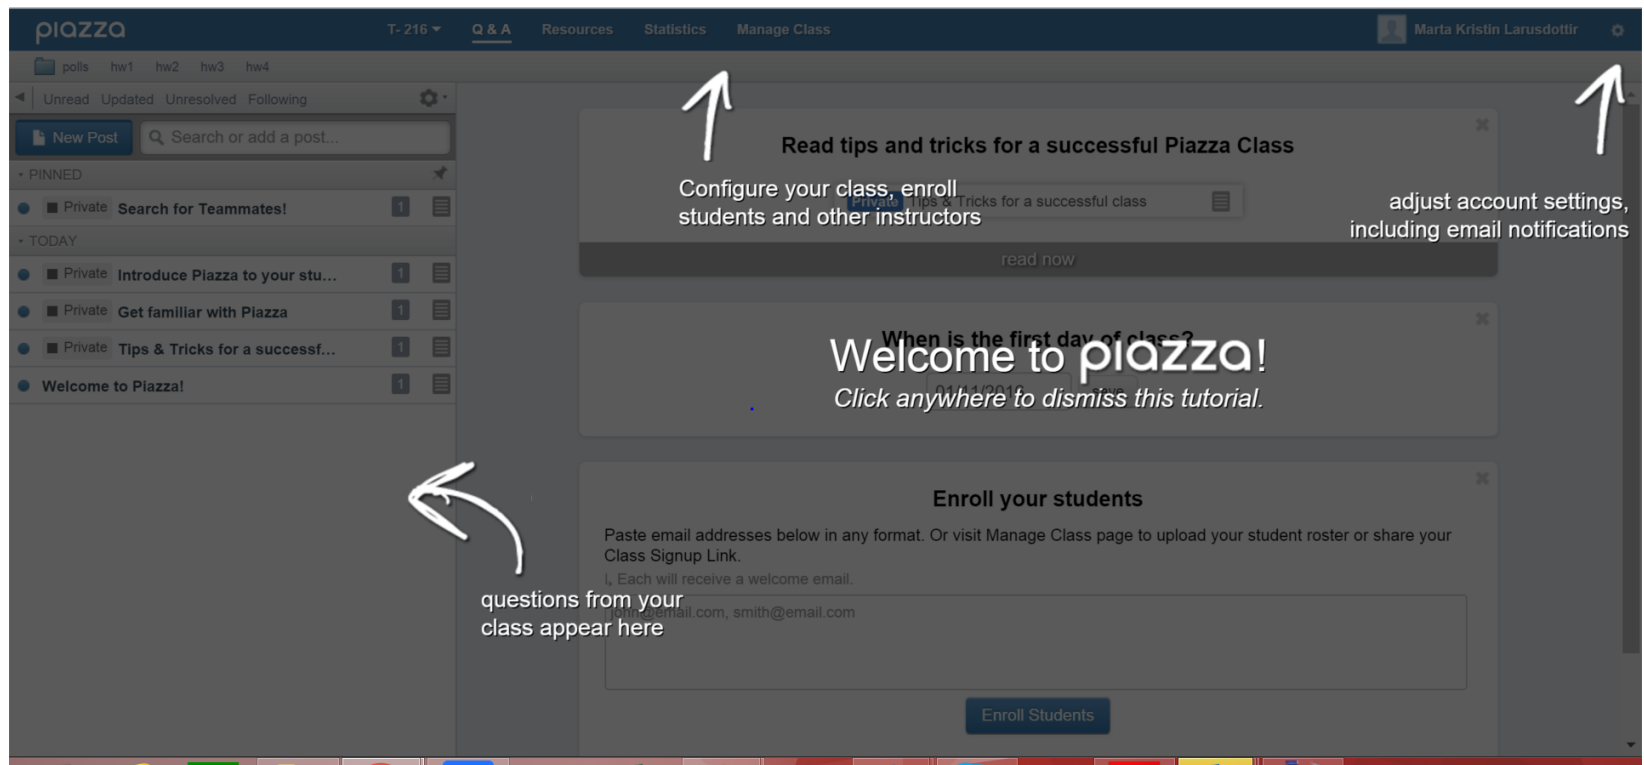 piazza
T- 216
Q & A
Resources
Statistics
Manage Class
Marta Kristin Larusdottir
polls
hw1
hw2
hw3
hw4
Unread
Updated
Unresolved
Following
New Post
Search or add a post...
PINNED
Private
Search for Teammates!
1
TODAY
Private
Introduce Piazza to your stu...
1
Private
Get familiar with Piazza
1
Private
Tips & Tricks for a successf...
1
Welcome to Piazza!
1
Read tips and tricks for a successful Piazza Class
Private
Tips & Tricks for a successful class
read now
Configure your class, enroll
students and other instructors
adjust account settings,
including email notifications
When is the first day of class?
01/11/2016
save
Welcome to piazza!
Click anywhere to dismiss this tutorial.
Enroll your students
Paste email addresses below in any format. Or visit Manage Class page to upload your student roster or share your
Class Signup Link.
Each will receive a welcome email.
john@email.com, smith@email.com
Enroll Students
questions from your
class appear here